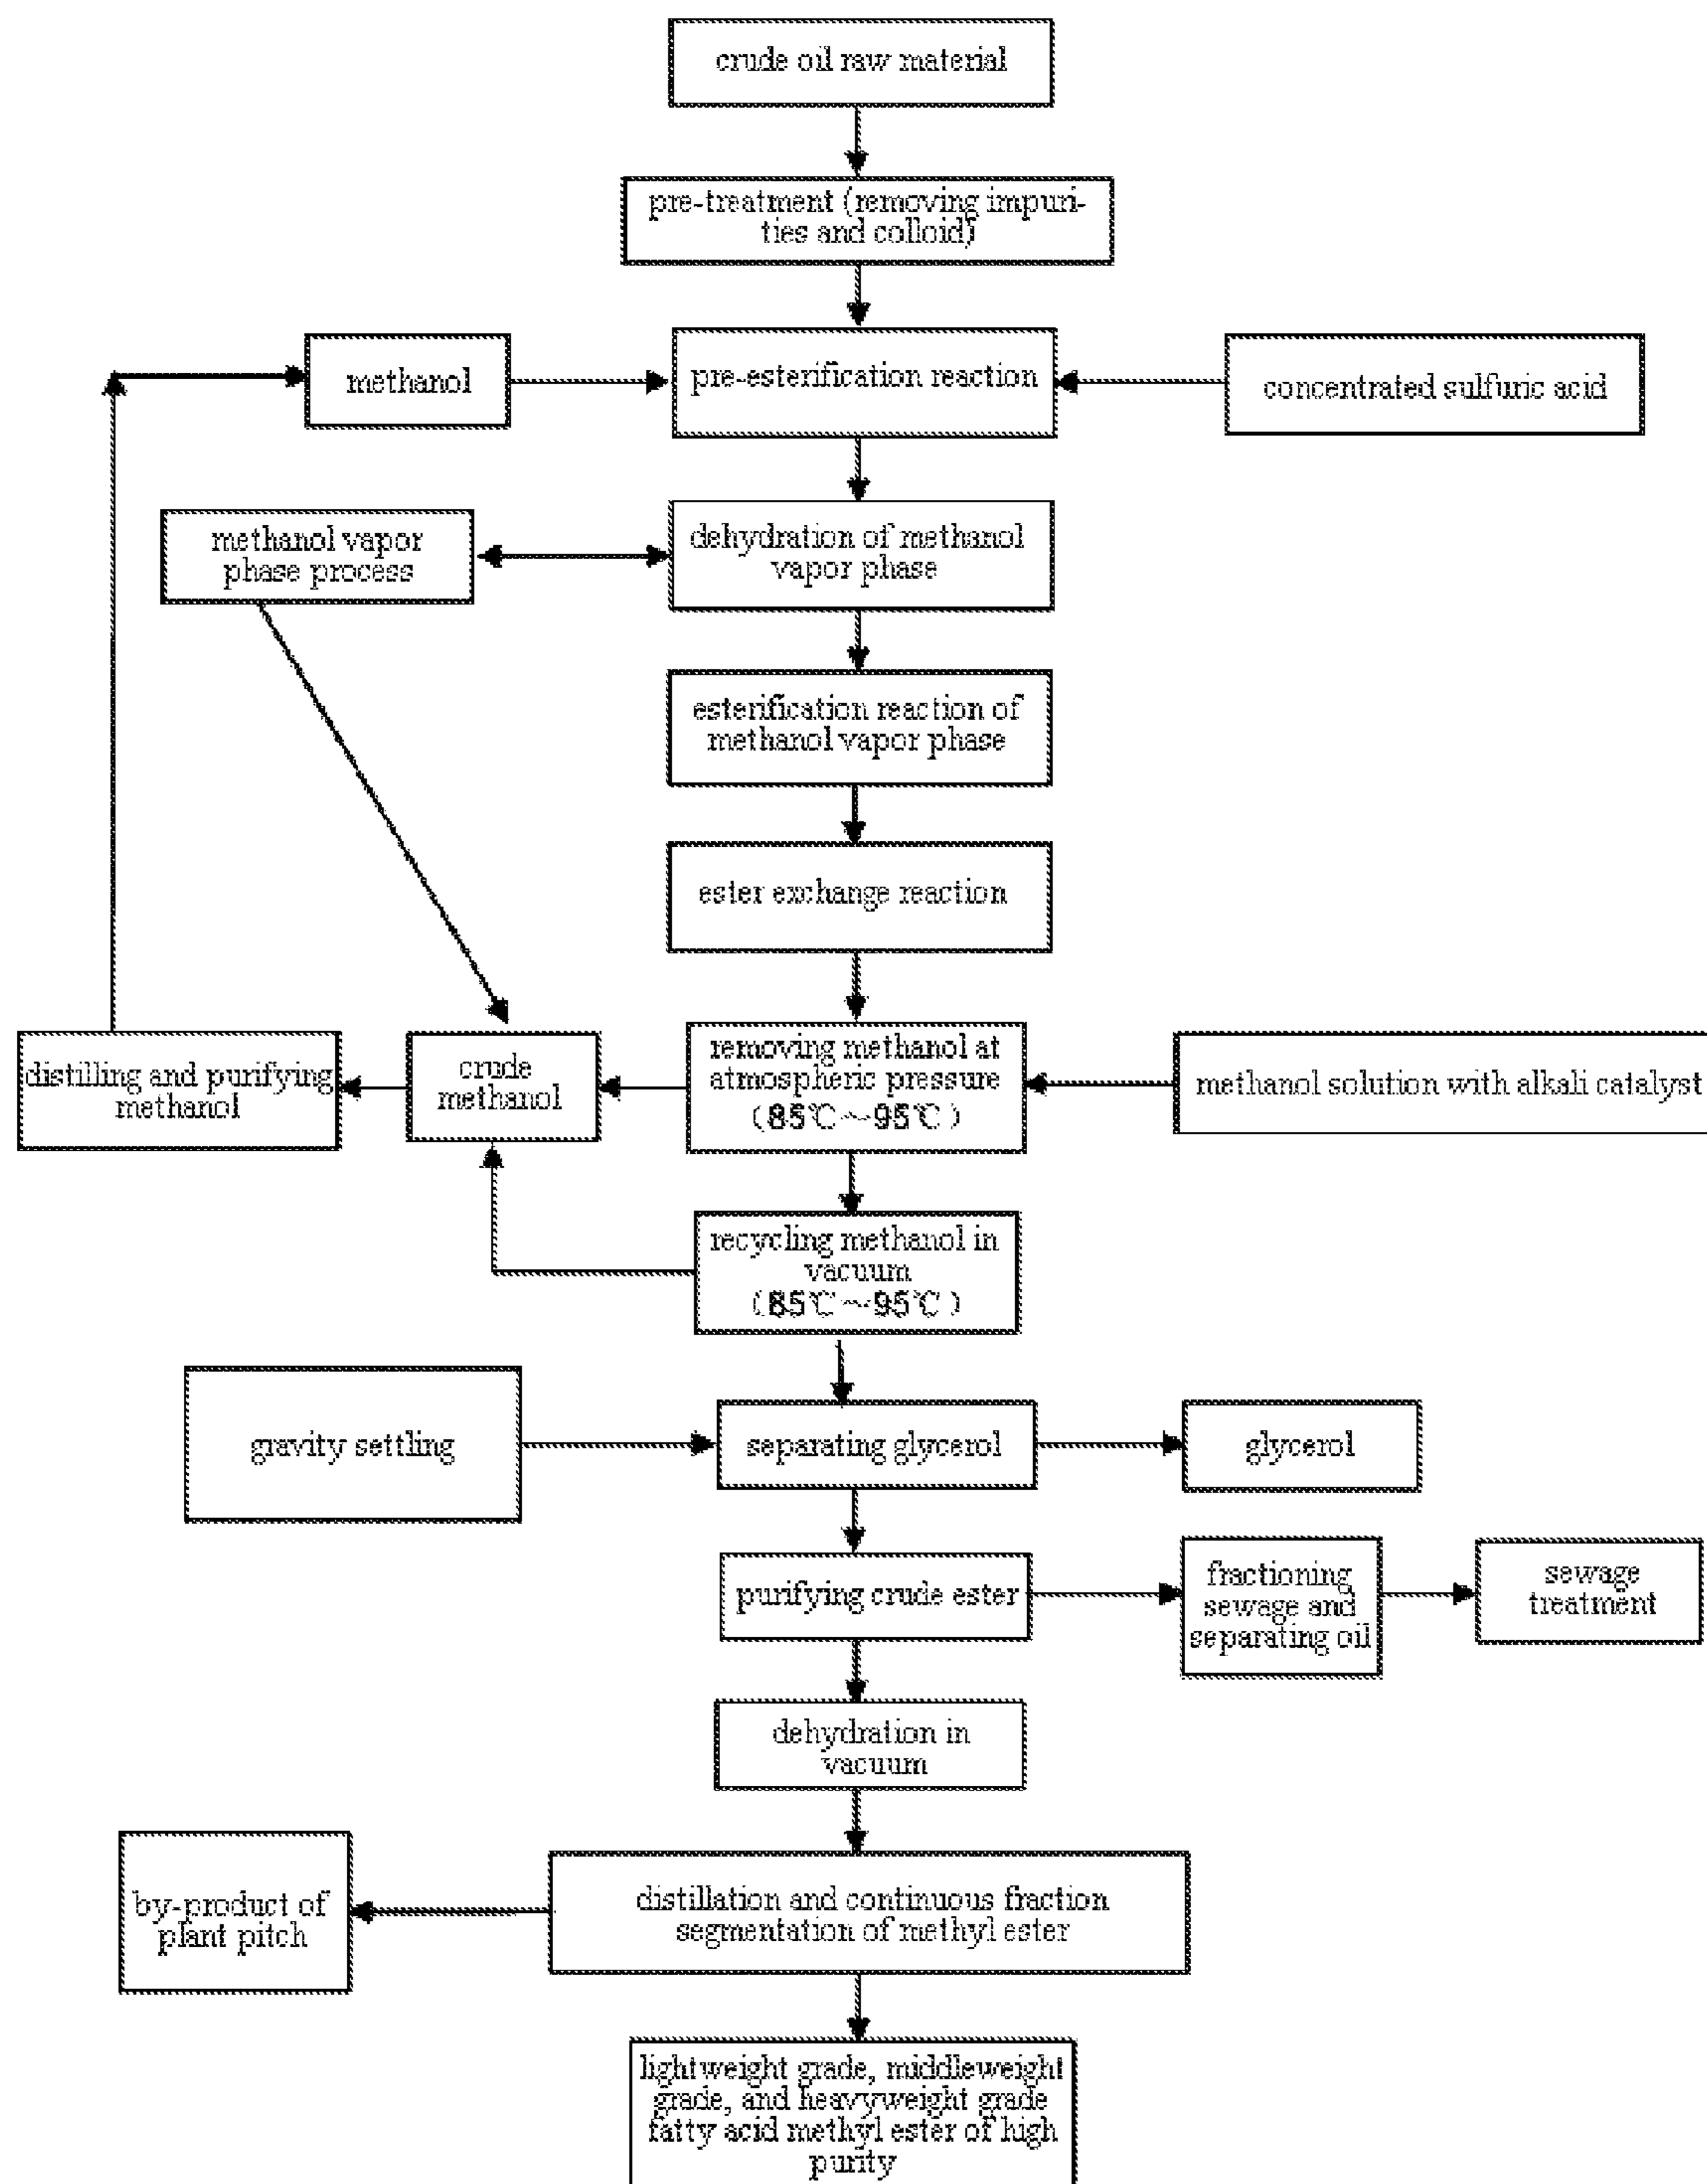 crude oil raw material
pre-treatment (removing impuri-
ties and colloid)
methanol
pre-esterification reaction
concentrated sulfuric acid
methanol vapor
phase process
dehydration of methanol
vapor phase
esterification reaction of
methanol vapor phase
ester exchange reaction
distilling and purifying
methanol
crude
methanol
removing methanol at
atmospheric pressure
(85℃~95℃)
methanol solution with alkali catalyst
recycling methanol in
vacuum
(85℃~95℃)
gravity settling
separating glycerol
glycerol
purifying crude ester
fractioning
sewage and
separating oil
sewage
treatment
dehydration in
vacuum
by-product of
plant pitch
distillation and continuous fraction
segmentation of methyl ester
lightweight grade, middleweight
grade, and heavyweight grade
fatty acid methyl ester of high
purity